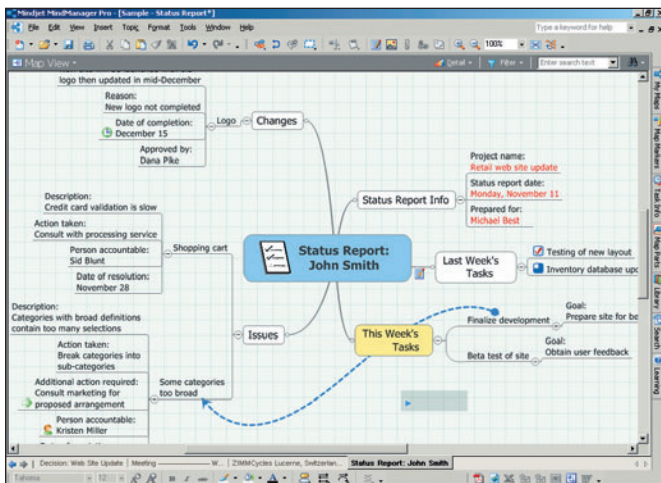 Mindjet MindManager Pro - [Sample - Status Report*]
File Edit View Insert Topic Format Tools Window Help
Type a keyword for help
100%
Map View
Detail
Filter
Enter search text
logo then updated in mid-December
Reason:
New logo not completed
Date of completion:
December 15
Approved by:
Dana Pike
Logo
Changes
Description:
Credit card validation is slow
Action taken:
Consult with processing service
Person accountable:
Sid Blunt
Date of resolution:
November 28
Shopping cart
Description:
Categories with broad definitions
contain too many selections
Action taken:
Break categories into
sub-categories
Additional action required:
Consult marketing for
proposed arrangement
Person accountable:
Kristen Miller
Some categories
too broad
Issues
Status Report:
John Smith
Status Report Info
Project name:
Retail web site update
Status report date:
Monday, November 11
Prepared for:
Michael Best
Last Week's
Tasks
Testing of new layout
Inventory database upd
This Week's
Tasks
Finalize development
Goal:
Prepare site for be
Beta test of site
Goal:
Obtain user feedback
My Maps
Map Markers
Task Info
Map Parts
Library
Search
Learning
Decision: Web Site Update
Meeting
W...
ZIMMCycles Lucerne, Switzerlan...
Status Report: John Smith
Tahoma
12